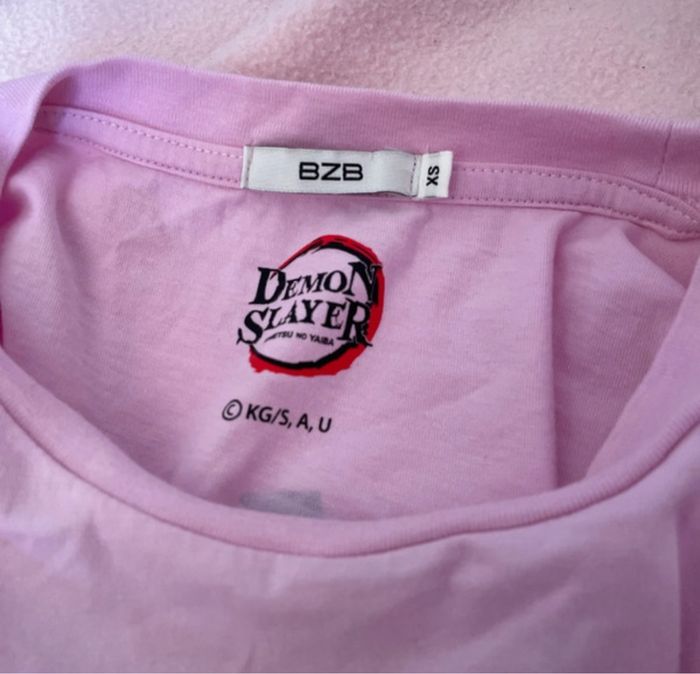 BZB
XS
DEMON
SLAYER
KIMETSU NO YAIBA
© KG/S, A, U